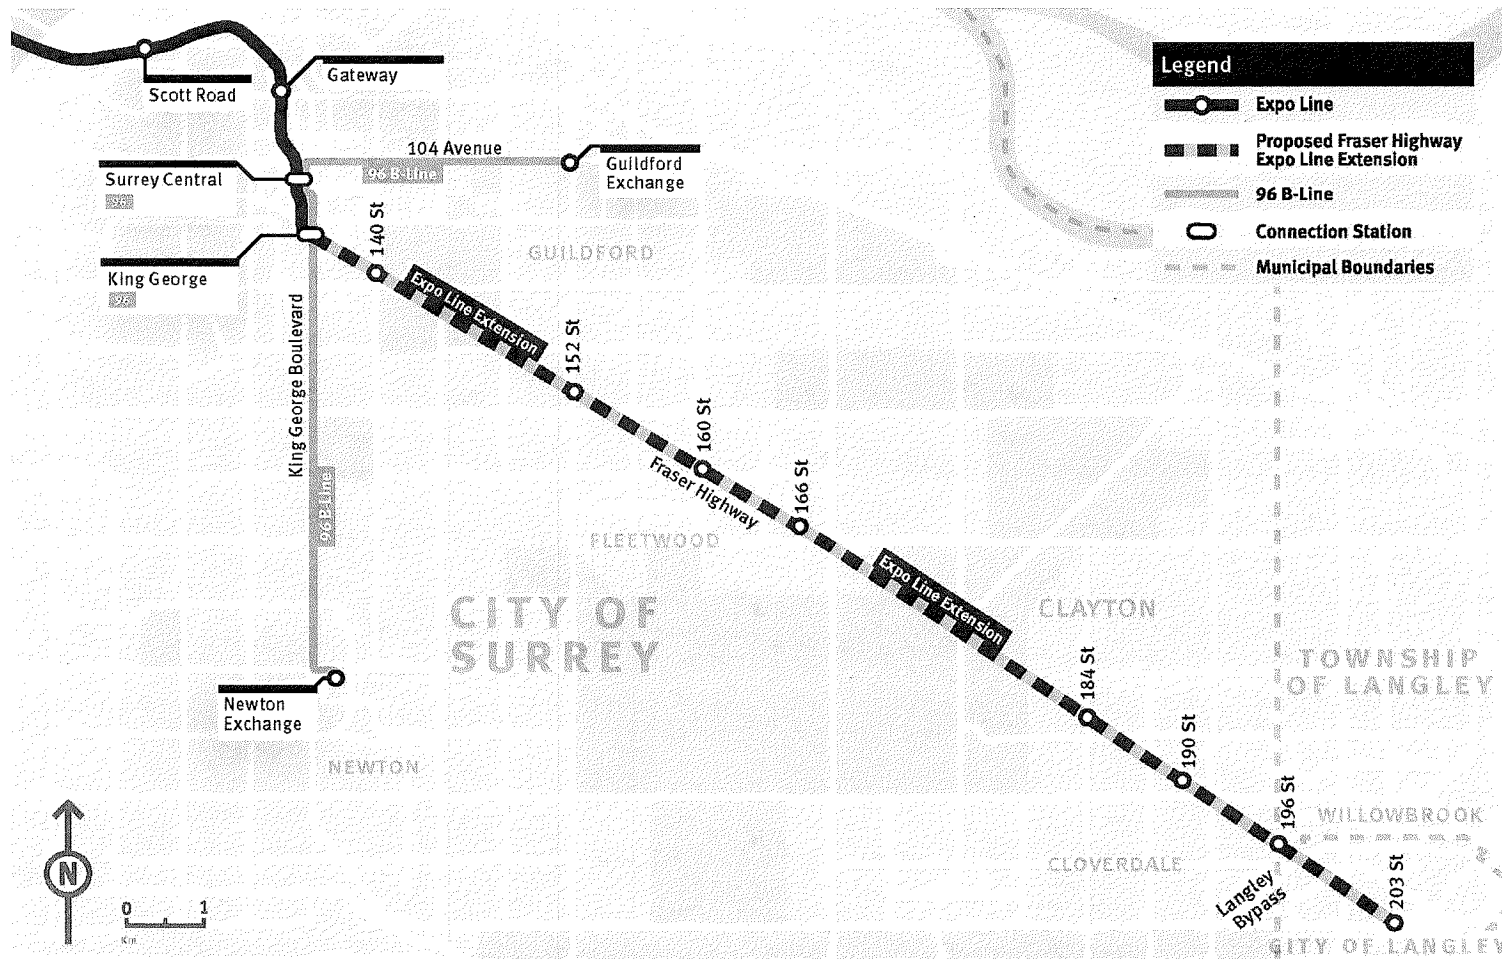 Legend
Expo Line
Proposed Fraser Highway
Expo Line Extension
96 B-Line
Connection Station
Municipal Boundaries
Scott Road
Gateway
104 Avenue
96 B-Line
Guildford
Exchange
Surrey Central
96
King George
96
GUILDFORD
140 St
Expo Line Extension
152 St
King George Boulevard
96 B-Line
160 St
Fraser Highway
166 St
FLEETWOOD
Expo Line Extension
CITY OF
SURREY
CLAYTON
184 St
TOWNSHIP
OF LANGLEY
Newton
Exchange
NEWTON
190 St
196 St
WILLOWBROOK
CLOVERDALE
203 St
Langley
Bypass
CITY OF LANGLEY
N
0 1
Km